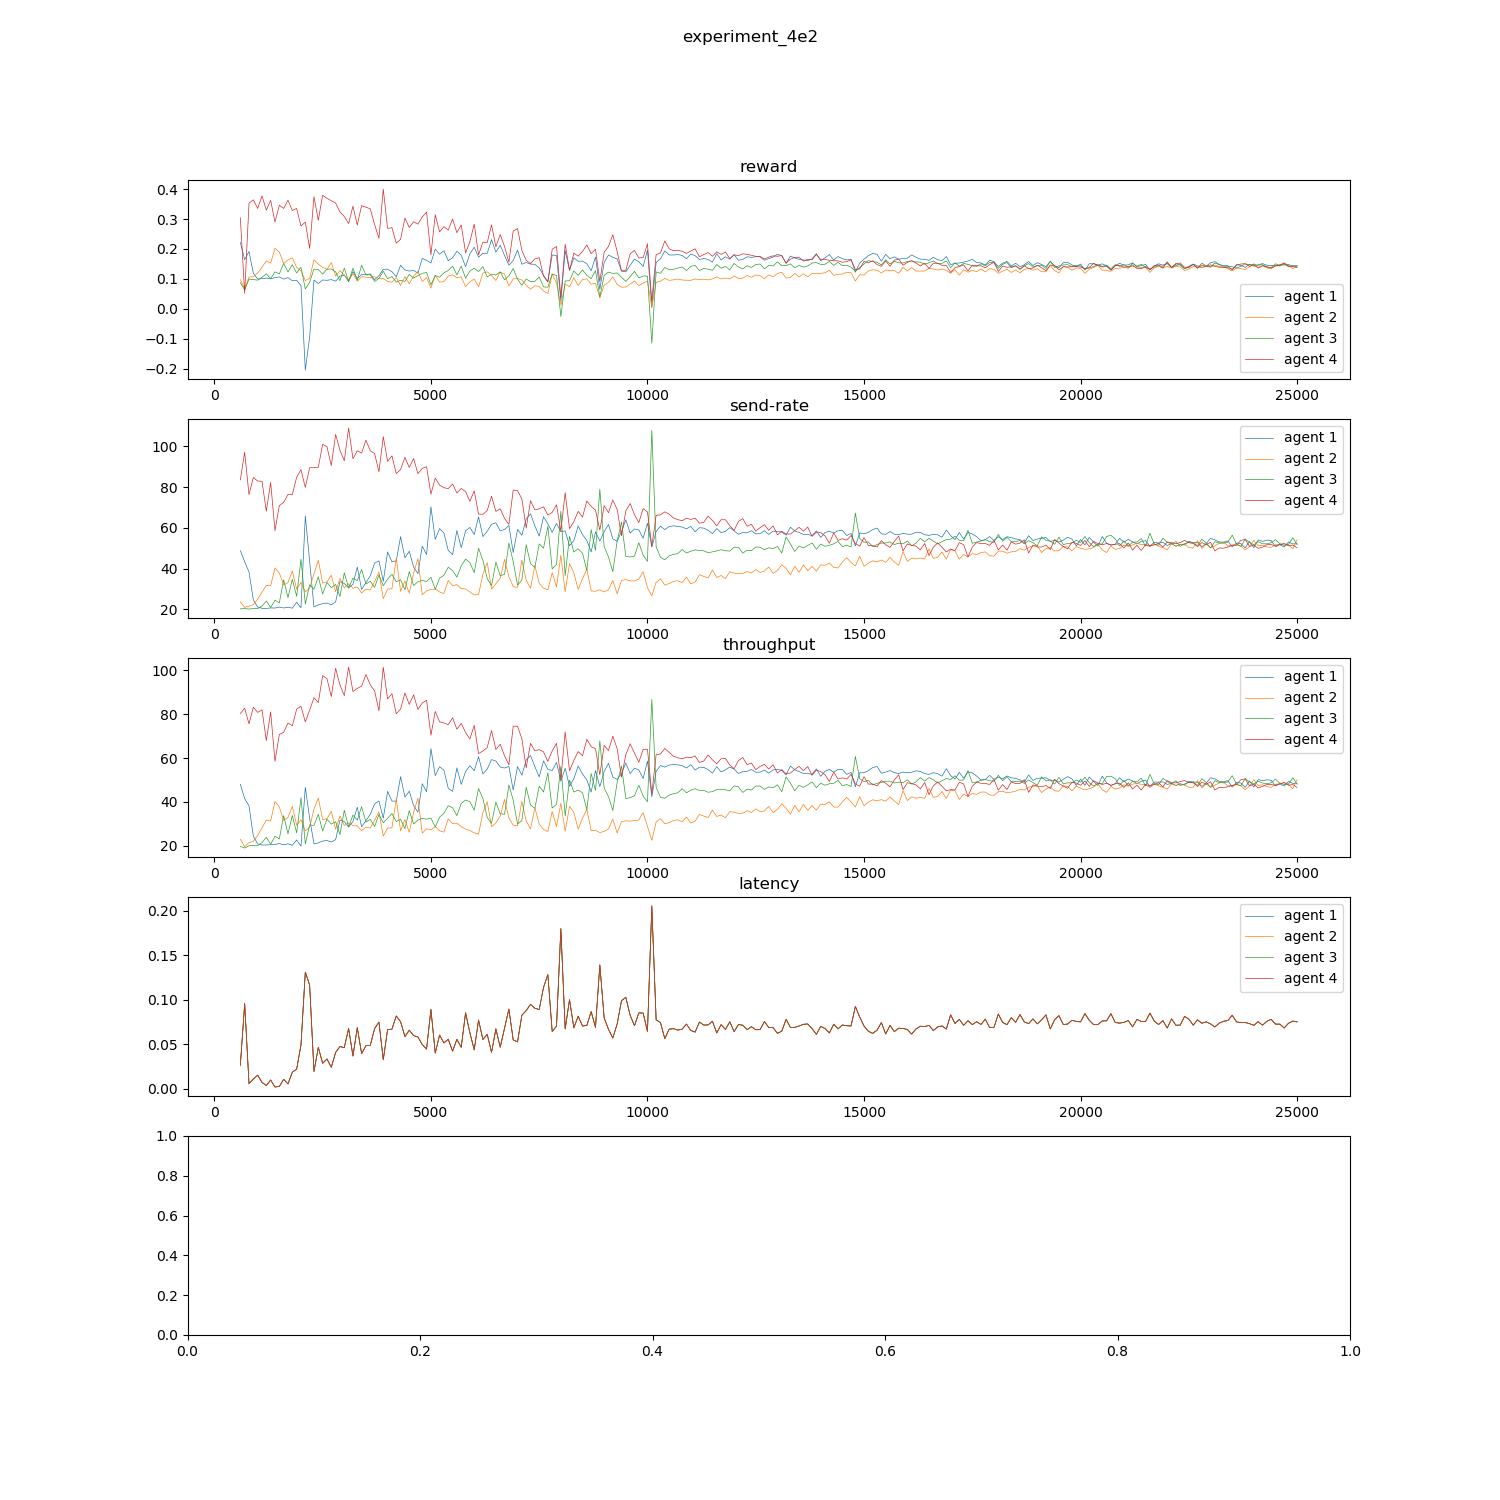 experiment_4e2
reward
0.4
0.3
0.2
0.1
0.0
−0.1
−0.2
agent 1
agent 2
agent 3
agent 4
0 5000 10000 15000 20000 25000
send-rate
100
80
60
40
20
agent 1
agent 2
agent 3
agent 4
0 5000 10000 15000 20000 25000
throughput
100
80
60
40
20
agent 1
agent 2
agent 3
agent 4
0 5000 10000 15000 20000 25000
latency
0.20
0.15
0.10
0.05
0.00
agent 1
agent 2
agent 3
agent 4
0 5000 10000 15000 20000 25000
1.0
0.8
0.6
0.4
0.2
0.0
0.0 0.2 0.4 0.6 0.8 1.0